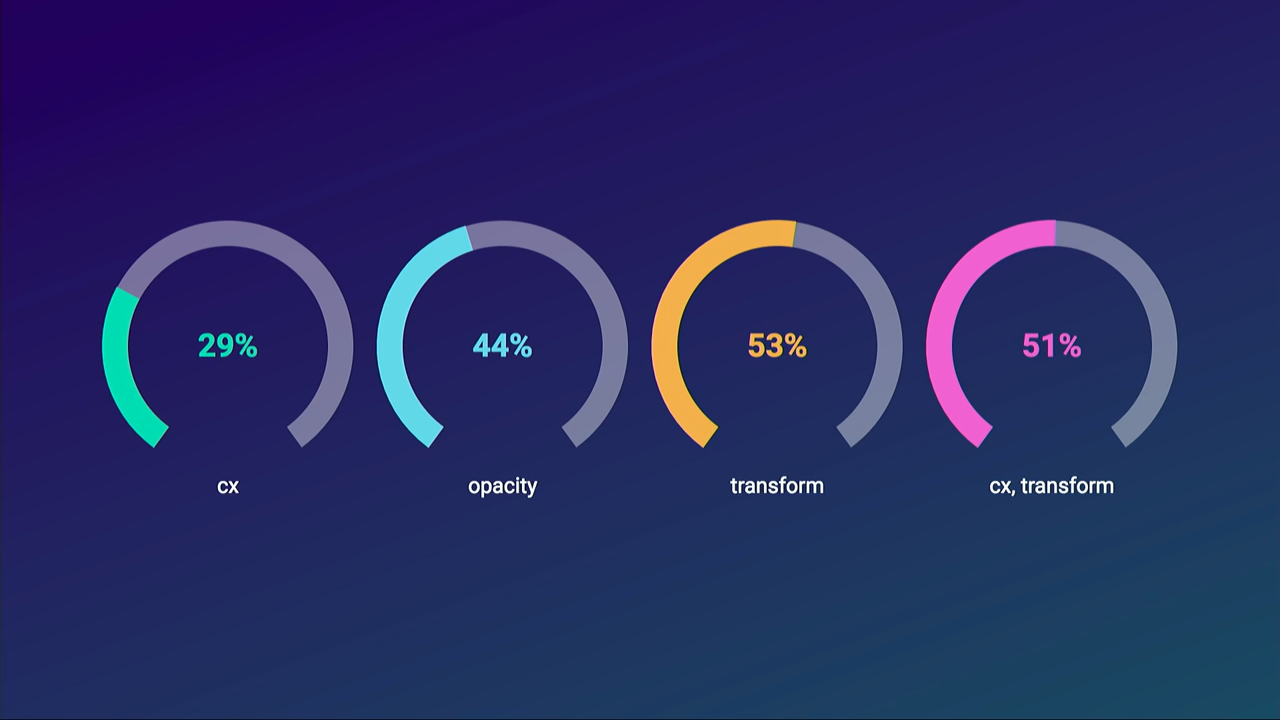 29%
44%
53%
51%
cx
opacity
transform
cx, transform